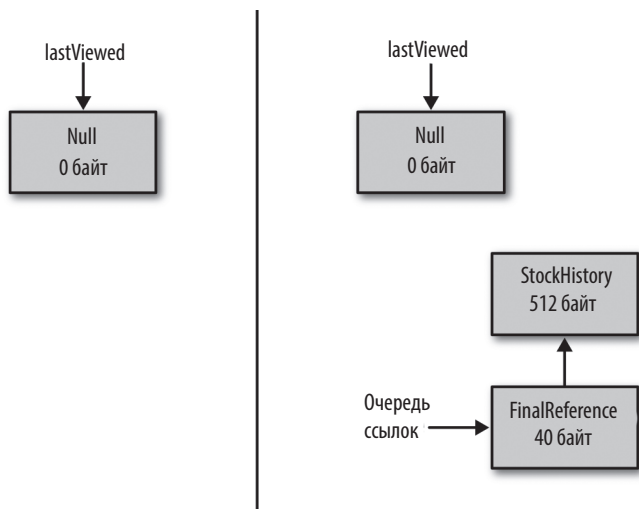 lastViewed
Null
0 байт
lastViewed
Null
0 байт
StockHistory
512 байт
Очередь
ссылок
FinalReference
40 байт